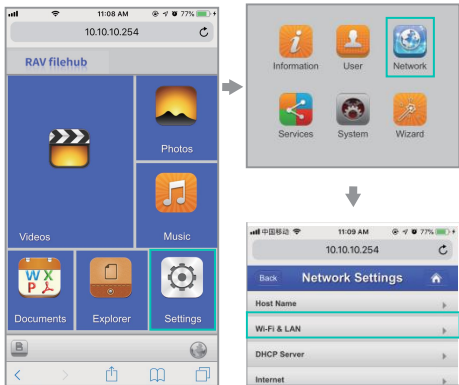 11:08 AM
77%
10.10.10.254
RAV filehub
Photos
Videos
Music
W X
P
Documents
Explorer
Settings
B
Information
User
Network
Services
System
Wizard
中国移动
11:09 AM
77%
10.10.10.254
Back
Network Settings
Host Name
Wi-Fi & LAN
DHCP Server
Internet